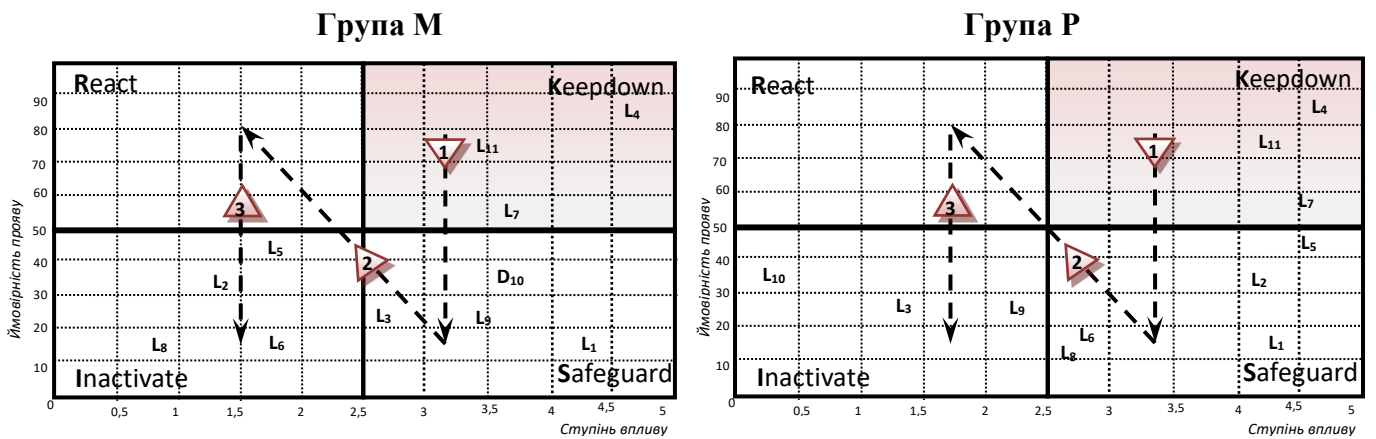 Група М
React
Keepdown
L4
90
80
1
L11
70
60
3
L7
50
L5
2
40
L2
D10
30
L3
L9
20
L8
L6
L1
10
Inactivate
Safeguard
0
0,5
1
1,5
2
2,5
3
3,5
4
4,5
5
Ймовірність прояву
Ступінь впливу
Група Р
React
Keepdown
L4
90
80
1
L11
70
60
3
L7
50
L5
2
40
L10
L2
30
L3
L9
20
L6
L8
L1
10
Inactivate
Safeguard
0
0,5
1
1,5
2
2,5
3
3,5
4
4,5
5
Ймовірність прояву
Ступінь впливу